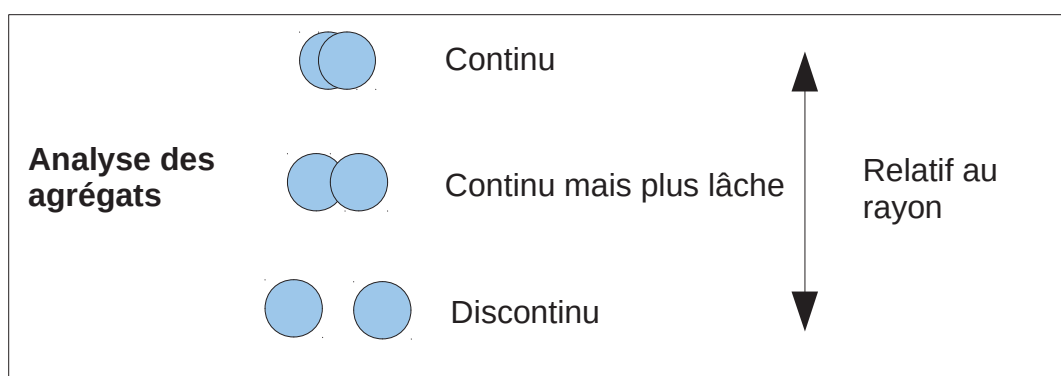 Continu
Analyse des
agrégats
Continu mais plus lâche
Relatif au
rayon
Discontinu